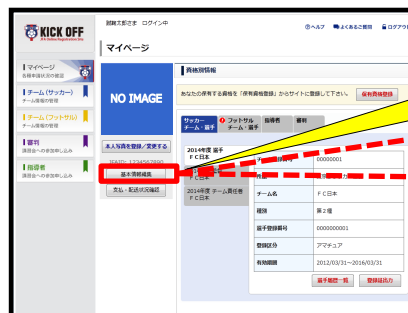 KICK OFF
JFA Online Registration Site
試験太郎さま ログイン中
ヘルプ よくあるご質問 ログアウ
マイページ
マイページ
各種申請状況の確認
チーム（サッカー）
チーム情報の管理
チーム（フットサル）
チーム情報の管理
審判
講習会への参加申し込み
指導者
講習会への参加申し込み
NO IMAGE
本人写真を登録／変更する
JFAID: 1234567890
基本情報編集
支払・配送状況確認
資格別情報
あなたの保有する資格を「保有資格登録」からサイトに登録して下さい。
保有資格登録
サッカー
チーム・選手
フットサル
チーム・選手
指導者
審判
2014年度 選手
ＦＣ日本
ＦＣ日本
2014年度 チーム責任者
ＦＣ日本
00000001
チーム名 ＦＣ日本
種別 第２種
選手登録番号 0000000001
登録区分 アマチュア
有効期限 2012/03/31～2016/03/31
選手履歴一覧 登録証出力